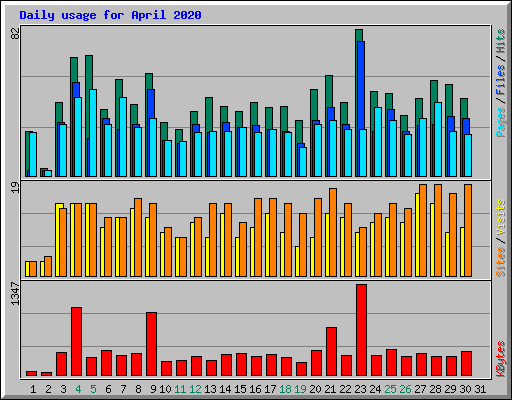 Daily usage for April 2020
82
Pages / Files / Hits
19
Sites / Visits
1347
KBytes
1 2 3 4 5 6 7 8 9 10 11 12 13 14 15 16 17 18 19 20 21 22 23 24 25 26 27 28 29 30 31